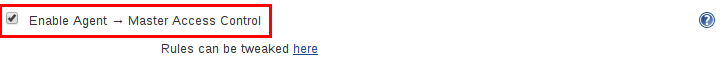 Enable Agent → Master Access Control
Rules can be tweaked here